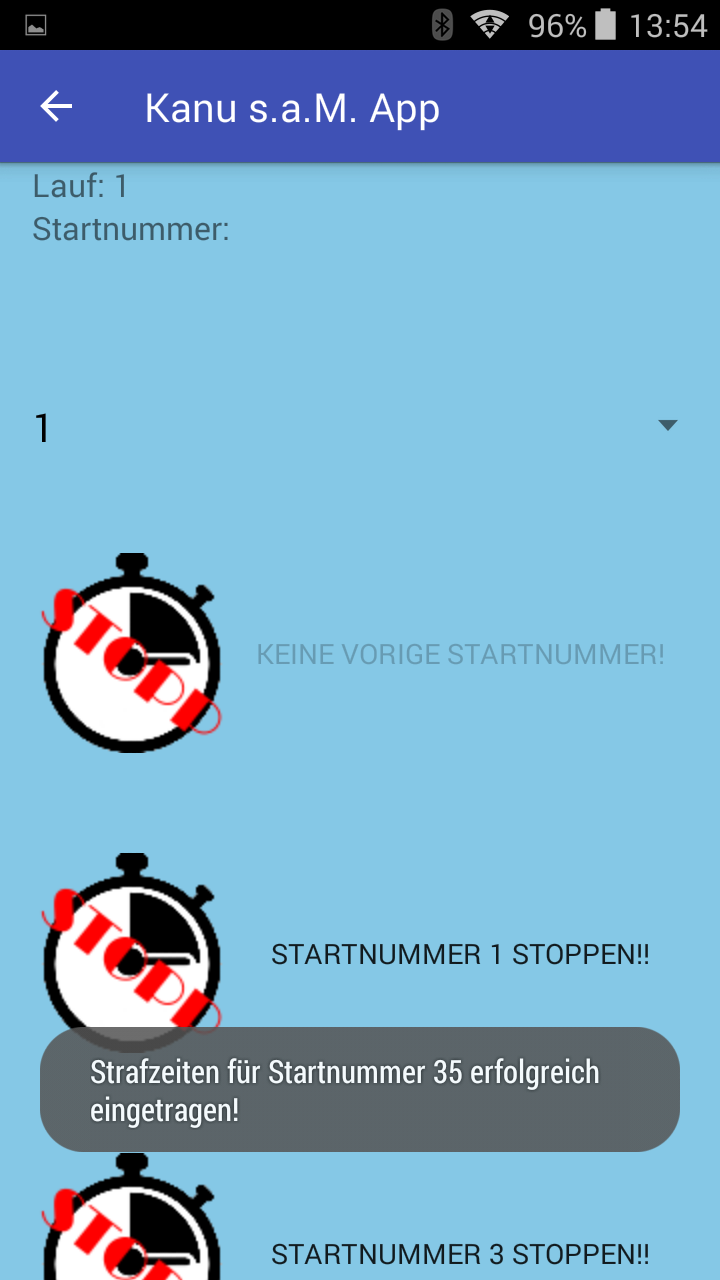 96% 13:54
Kanu s.a.M. App
Lauf: 1
Startnummer:
1
STOPP
KEINE VORIGE STARTNUMMER!
STOPP
STARTNUMMER 1 STOPPEN!!
Strafzeiten für Startnummer 35 erfolgreich
eingetragen!
STOPP
STARTNUMMER 3 STOPPEN!!